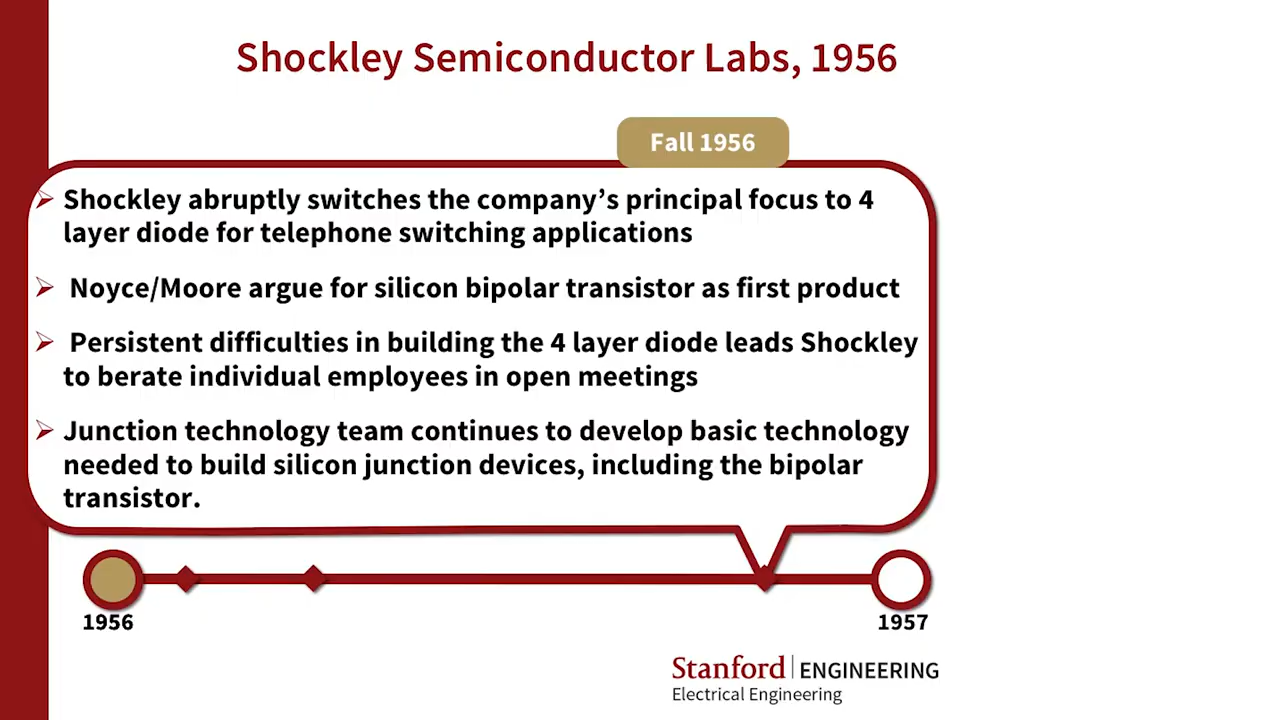 Shockley Semiconductor Labs, 1956
Fall 1956
➢ Shockley abruptly switches the company’s principal focus to 4
layer diode for telephone switching applications
➢ Noyce/Moore argue for silicon bipolar transistor as first product
➢ Persistent difficulties in building the 4 layer diode leads Shockley
to berate individual employees in open meetings
➢ Junction technology team continues to develop basic technology
needed to build silicon junction devices, including the bipolar
transistor.
1956
1957
Stanford | ENGINEERING
Electrical Engineering